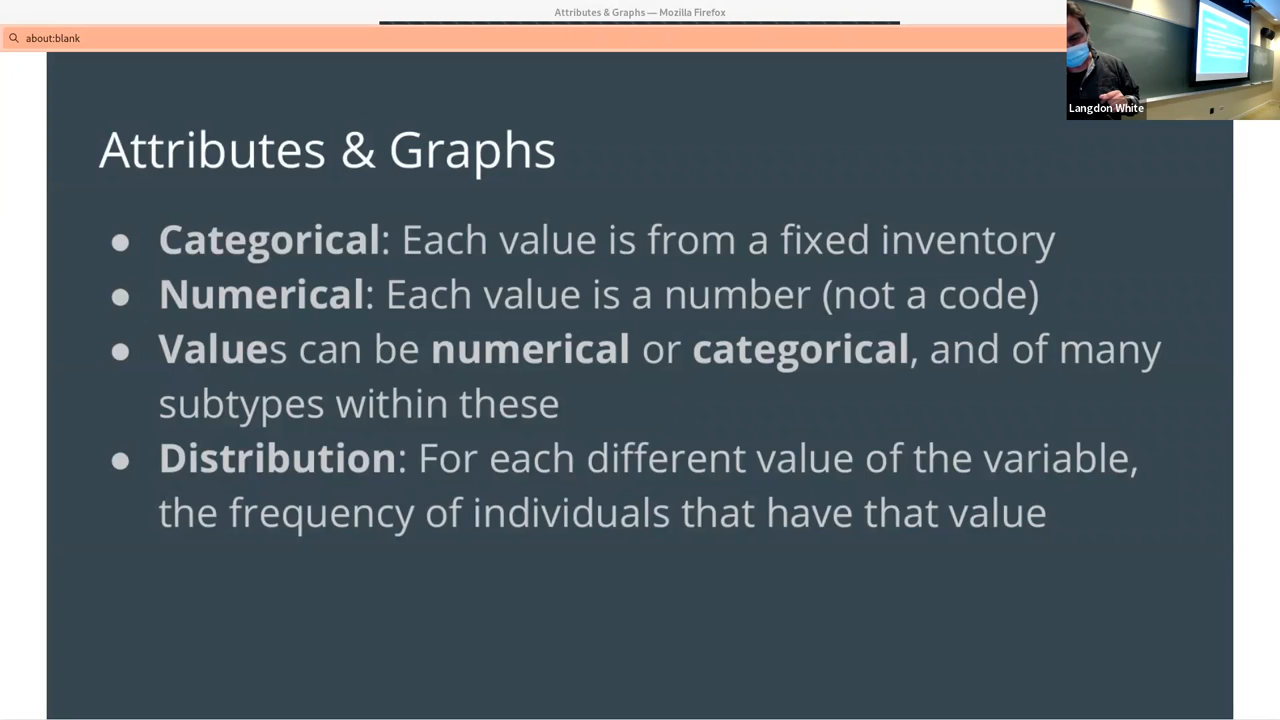 Attributes & Graphs — Mozilla Firefox
about:blank
Langdon White
Attributes & Graphs
● Categorical: Each value is from a fixed inventory
● Numerical: Each value is a number (not a code)
● Values can be numerical or categorical, and of many
subtypes within these
● Distribution: For each different value of the variable,
the frequency of individuals that have that value